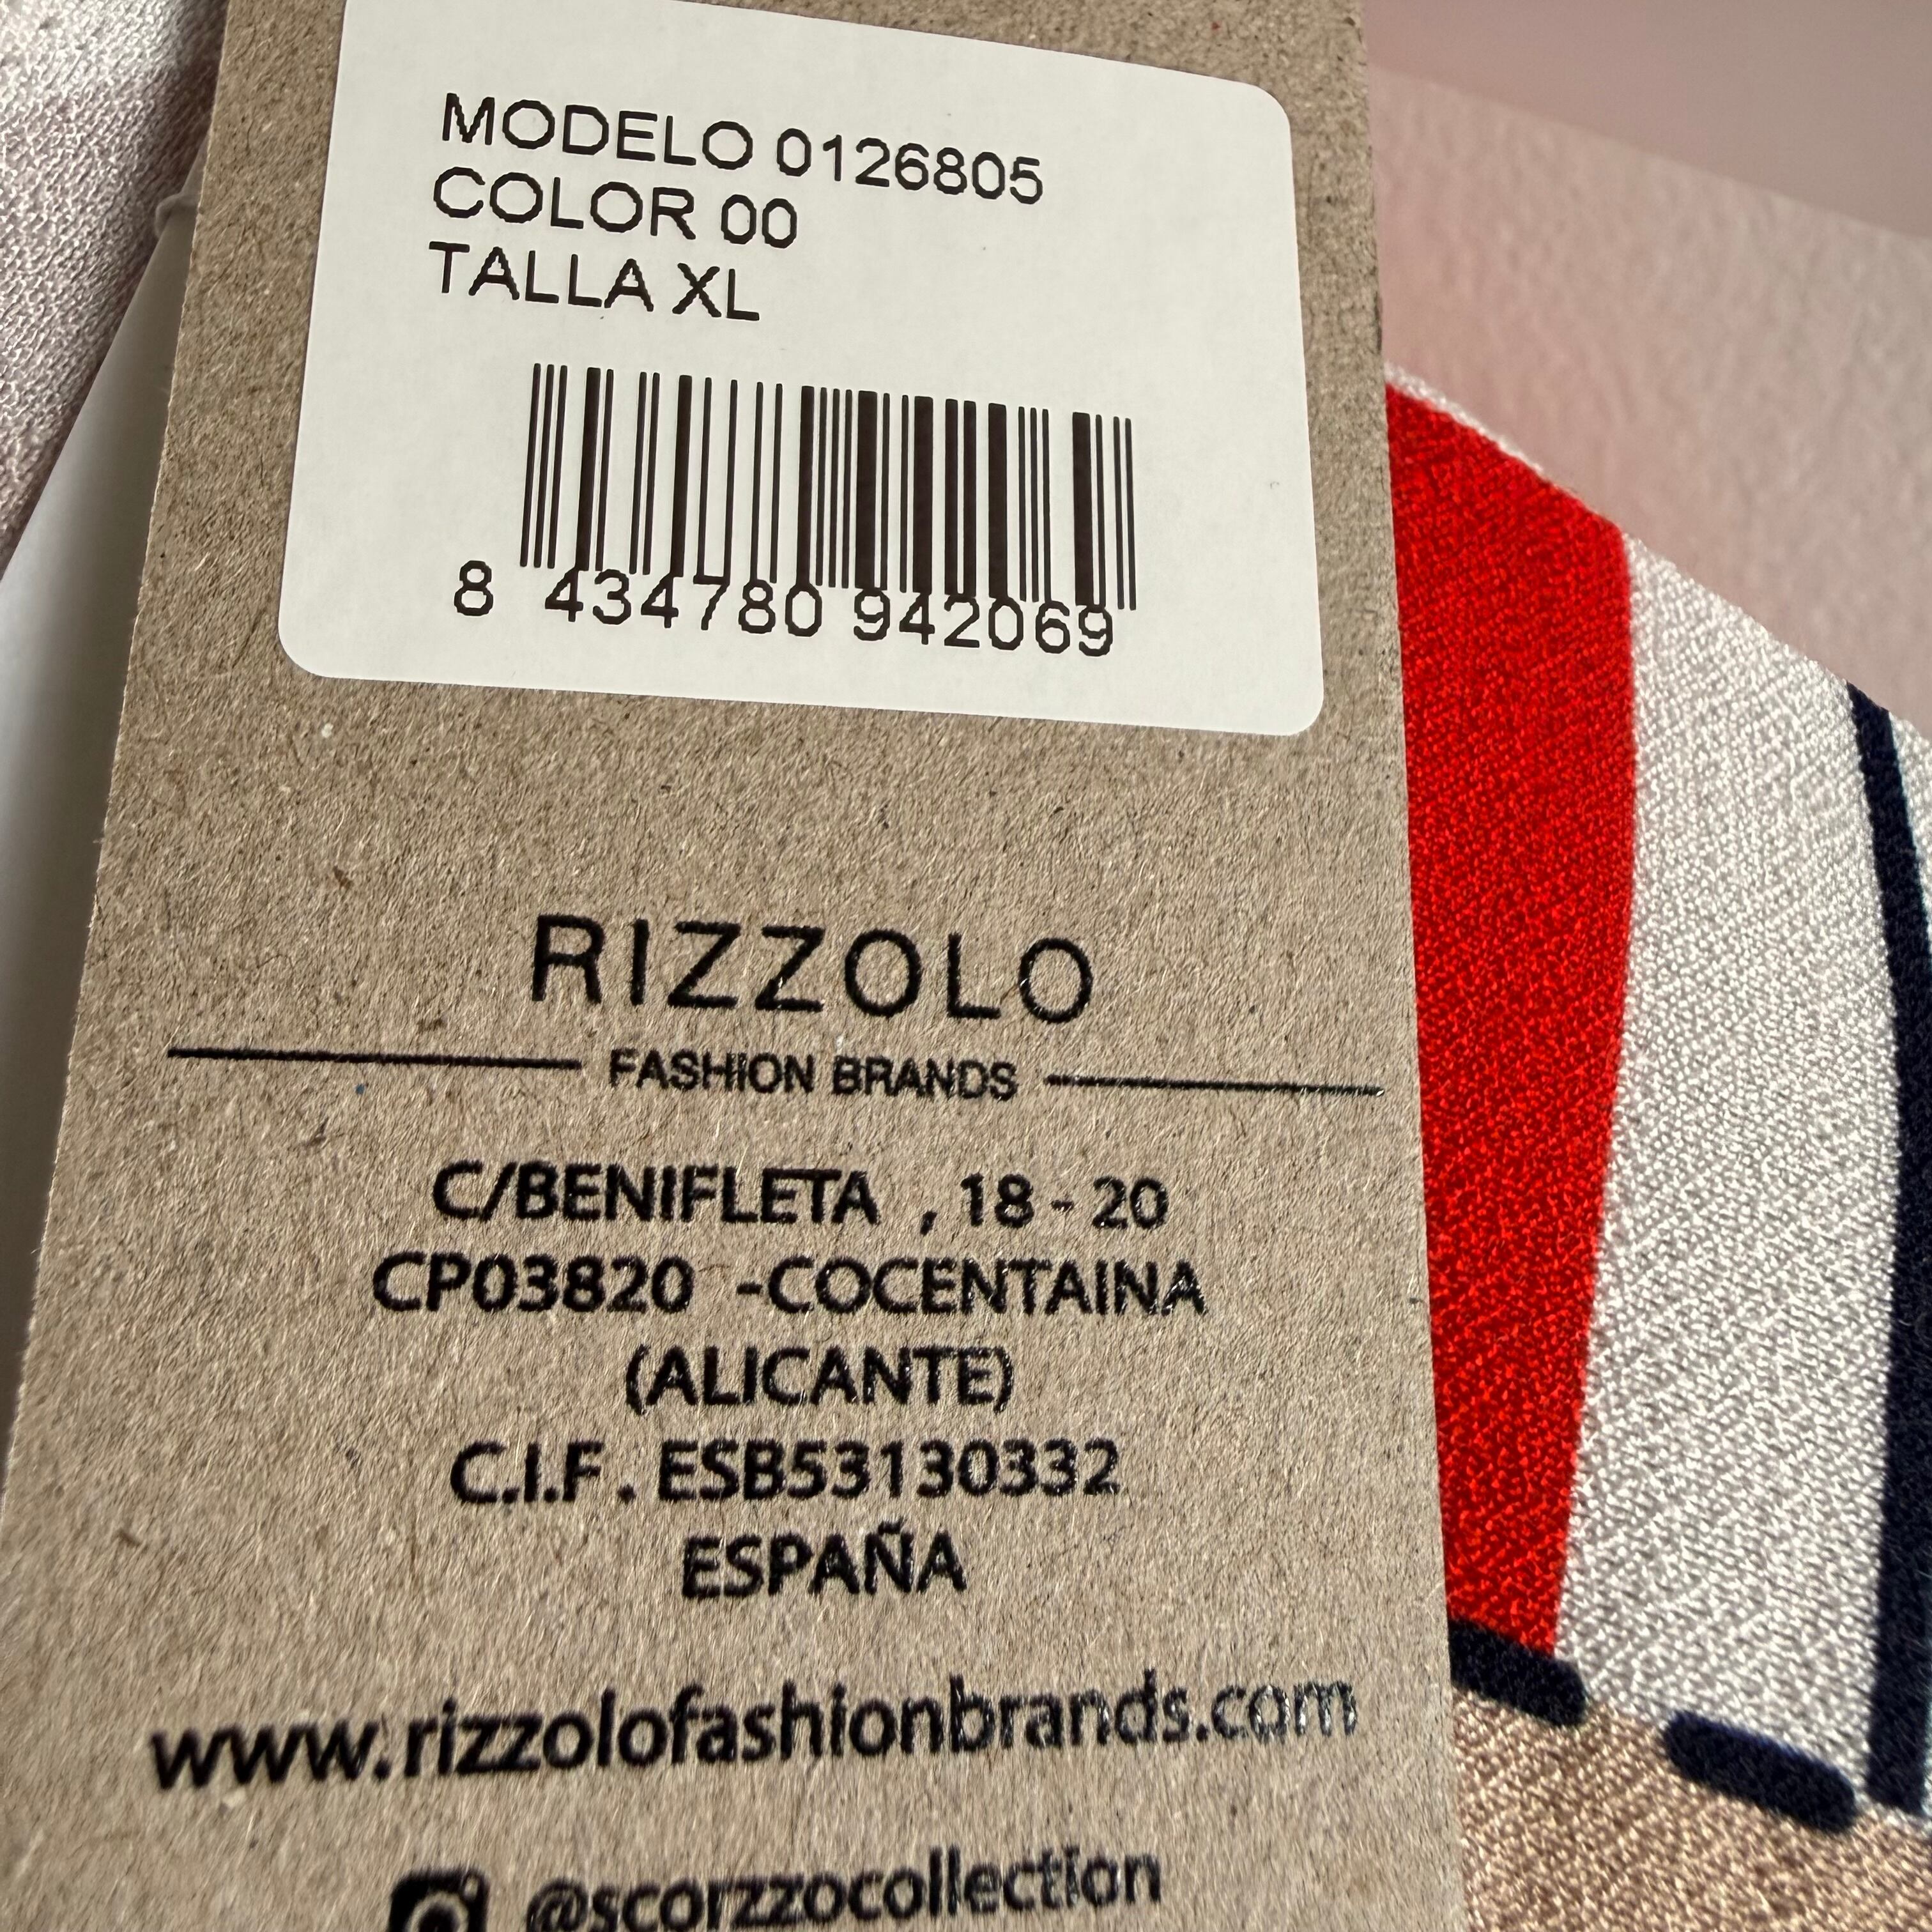 MODELO 0126805
COLOR 00
TALLA XL
8 434780 942069
RIZZOLO
FASHION BRANDS
C/BENIFLETA , 18 - 20
CP03820 -COCENTAINA
(ALICANTE)
C.I.F. ESB53130332
ESPAÑA
www.rizzolofashionbrands.com
@scorzzocollection